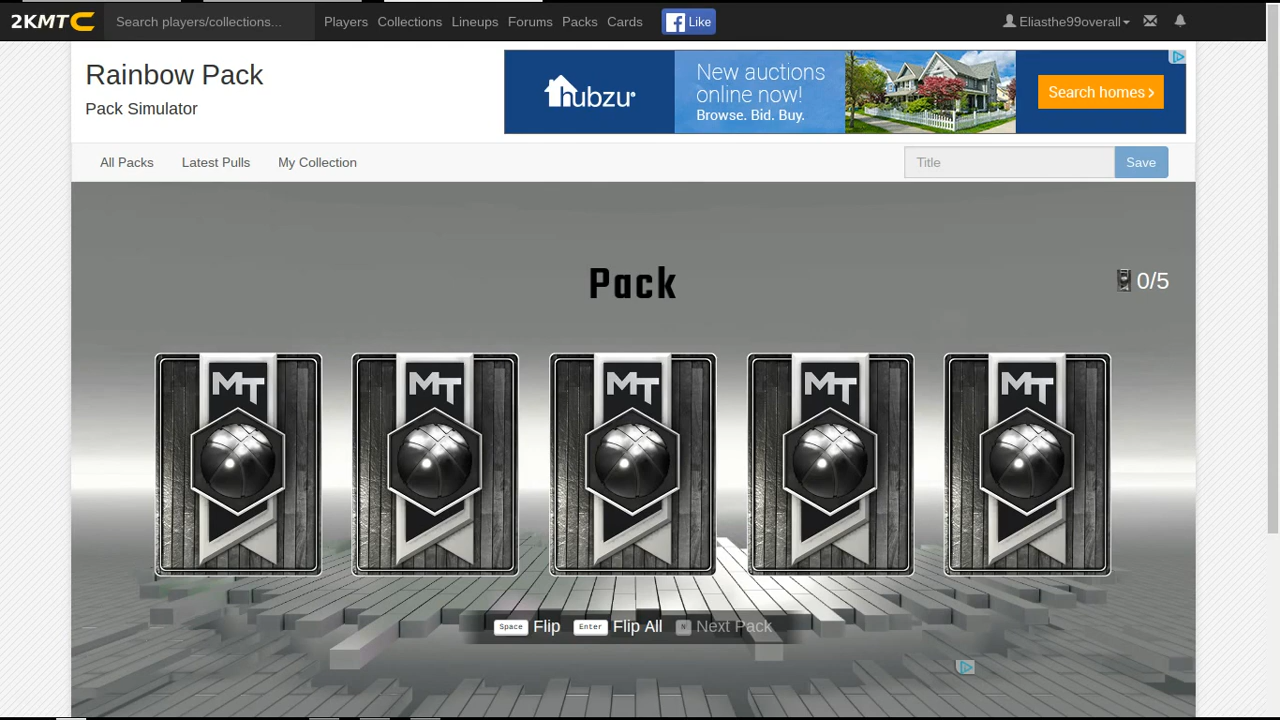 2KMTC Search players/collections... Players Collections Lineups Forums Packs Cards Like Eliasthe99overall
Rainbow Pack
Pack Simulator
hubzu
New auctions
online now!
Browse. Bid. Buy.
Search homes
All Packs Latest Pulls My Collection Title Save
Pack
0/5
MT MT MT MT MT
Space Flip Enter Flip All N Next Pack